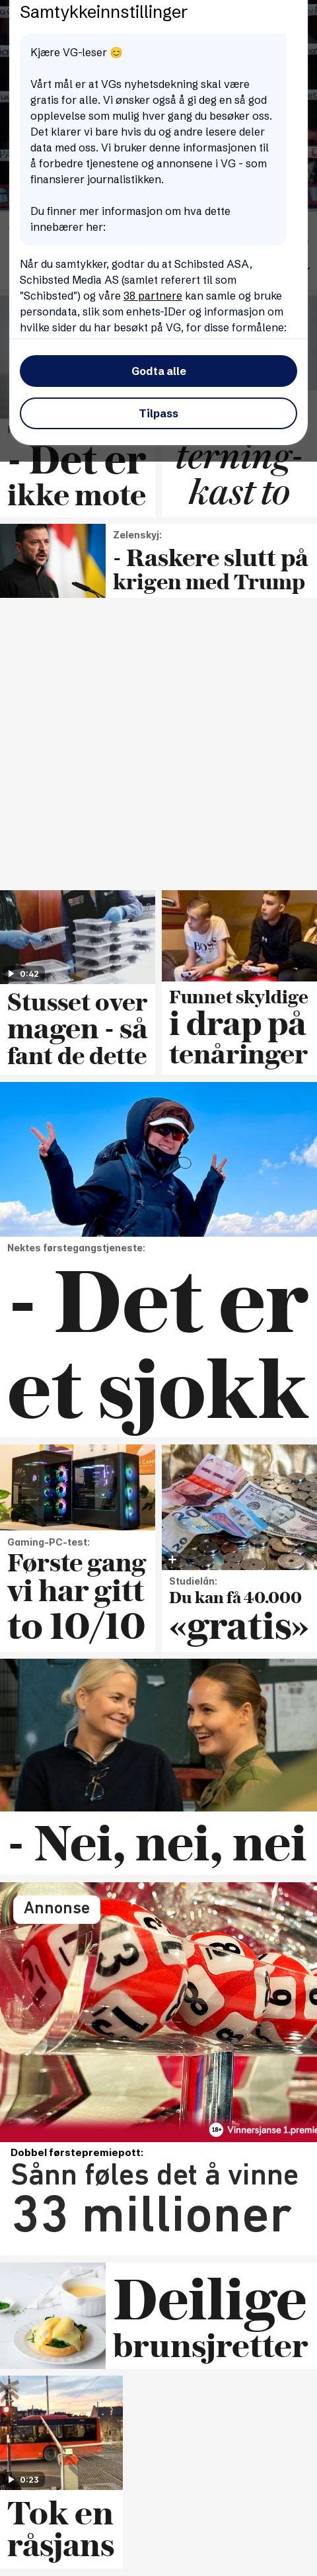 Samtykkeinnstillinger
Kjære VG-leser 😊
Vårt mål er at VGs nyhetsdekning skal være
gratis for alle. Vi ønsker også å gi deg en så god
opplevelse som mulig hver gang du besøker oss.
Det klarer vi bare hvis du og andre lesere deler
data med oss. Vi bruker denne informasjonen til
å forbedre tjenestene og annonsene i VG - som
finansierer journalistikken.
Du finner mer informasjon om hva dette
innebærer her:
Når du samtykker, godtar du at Schibsted ASA,
Schibsted Media AS (samlet referert til som
"Schibsted") og våre 38 partnere kan samle og bruke
persondata, slik som enhets-IDer og informasjon om
hvilke sider du har besøkt på VG, for disse formålene:
Godta alle
Tilpass
- Det er
ikke mote
terning-
kast to
Zelenskyj:
- Raskere slutt på
krigen med Trump
0:42
Stusset over
magen - så
fant de dette
BOSS
Funnet skyldige
i drap på
tenåringer
Nektes førstegangstjeneste:
- Det er
et sjokk
Gaming-PC-test:
Første gang
vi har gitt
to 10/10
Studielån:
Du kan få 40.000
«gratis»
- Nei, nei, nei
Annonse
18+ Vinnersjanse 1.premie
Dobbel førstepremiepott:
Sånn føles det å vinne
33 millioner
Deilige
brunsjretter
0:23
Tok en
råsjans